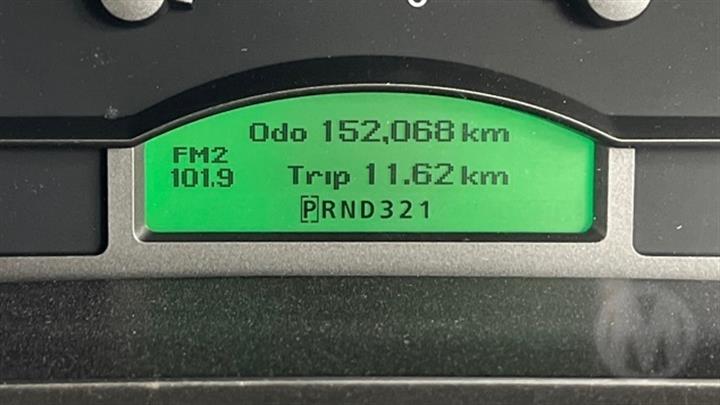 Odo 152,068 km
FM2
101.9
Trip 11.62 km
PRND321
M